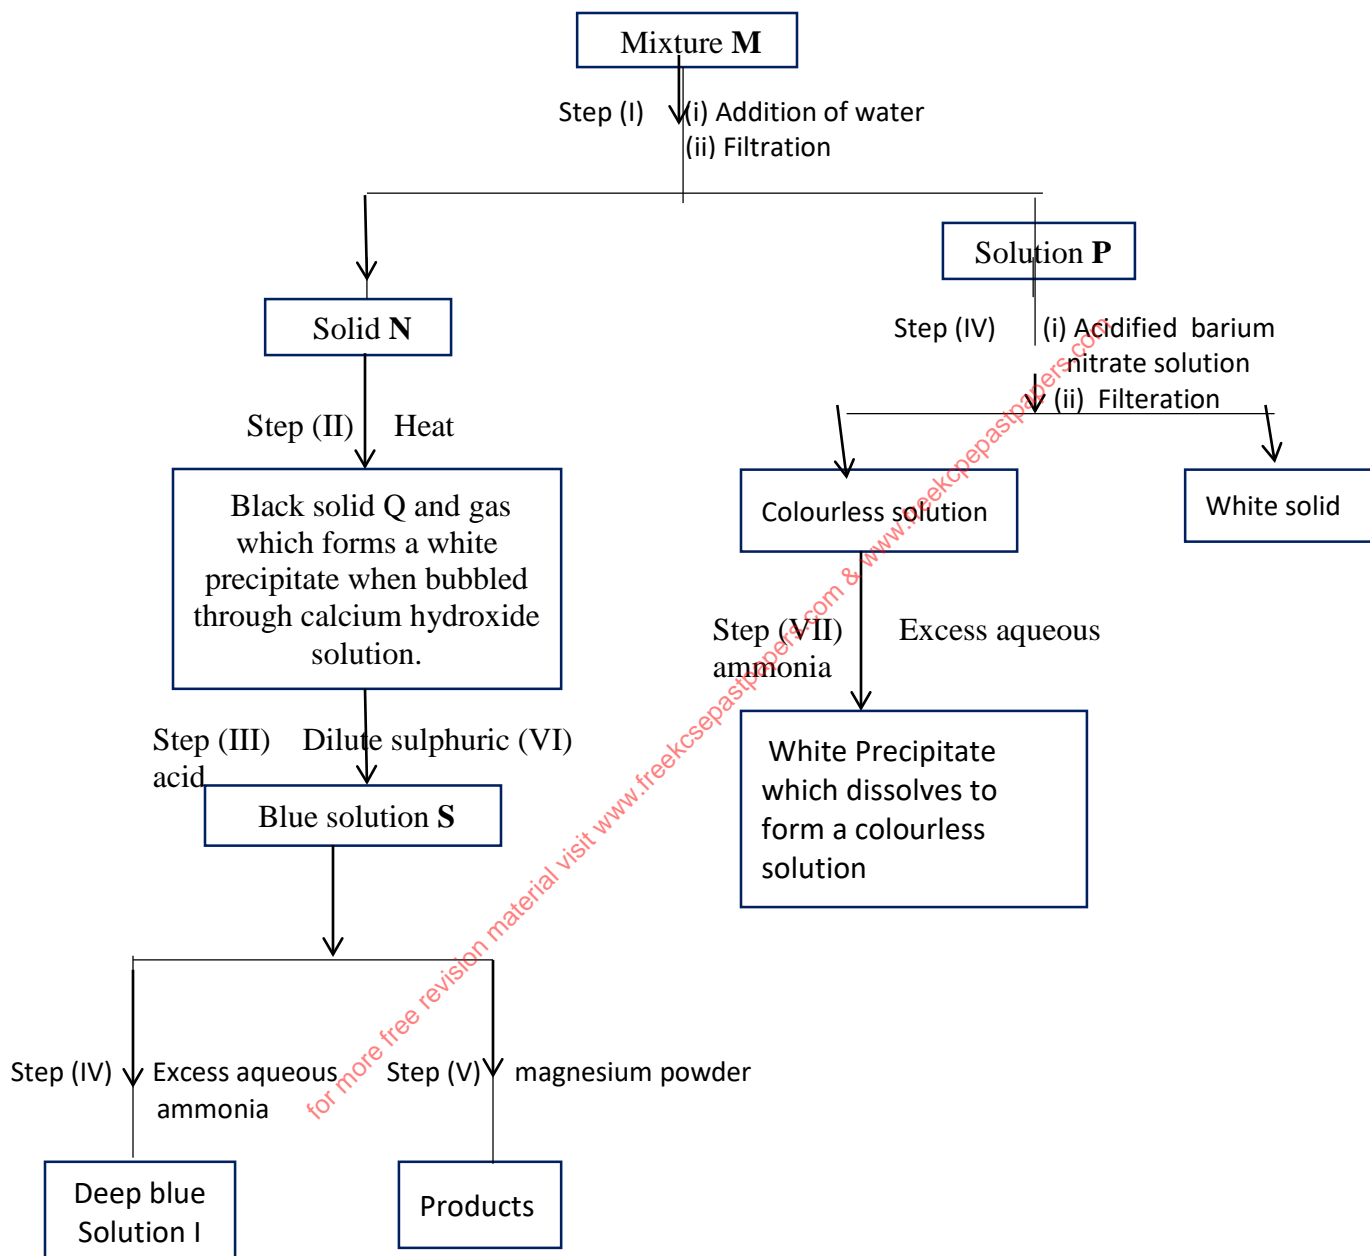 Mixture M
Step (I) (i) Addition of water
(ii) Filtration
Solution P
Solid N
Step (IV) (i) Acidified barium
nitrate solution
(ii) Filteration
Step (II) Heat
Black solid Q and gas
which forms a white
precipitate when bubbled
through calcium hydroxide
solution.
Colourless solution
White solid
Step (VII) Excess aqueous
ammonia
Step (III) Dilute sulphuric (VI)
acid
White Precipitate
which dissolves to
form a colourless
solution
Blue solution S
Step (IV) Excess aqueous
ammonia
Step (V) magnesium powder
Deep blue
Solution I
Products
for more free revision material visit www.freekcsepastpapers.com & www.freekcpepastpapers.com